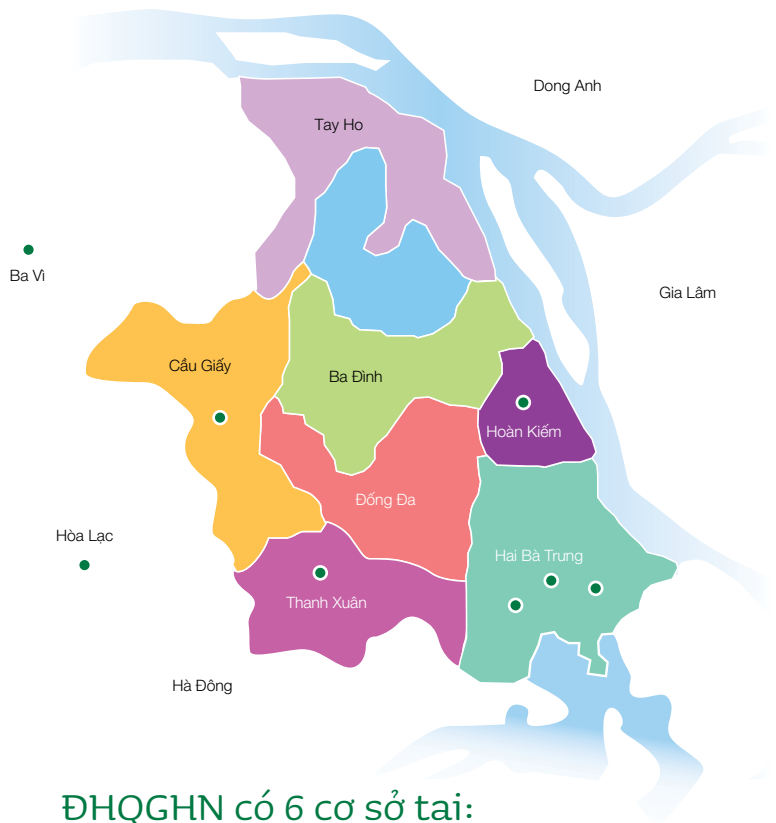 Dong Anh
Tay Ho
Ba Vì
Gia Lâm
Cầu Giấy
Ba Đình
Hoàn Kiếm
Đống Đa
Hòa Lạc
Hai Bà Trưng
Thanh Xuân
Hà Đông
ĐHQGHN có 6 cơ sở tại: